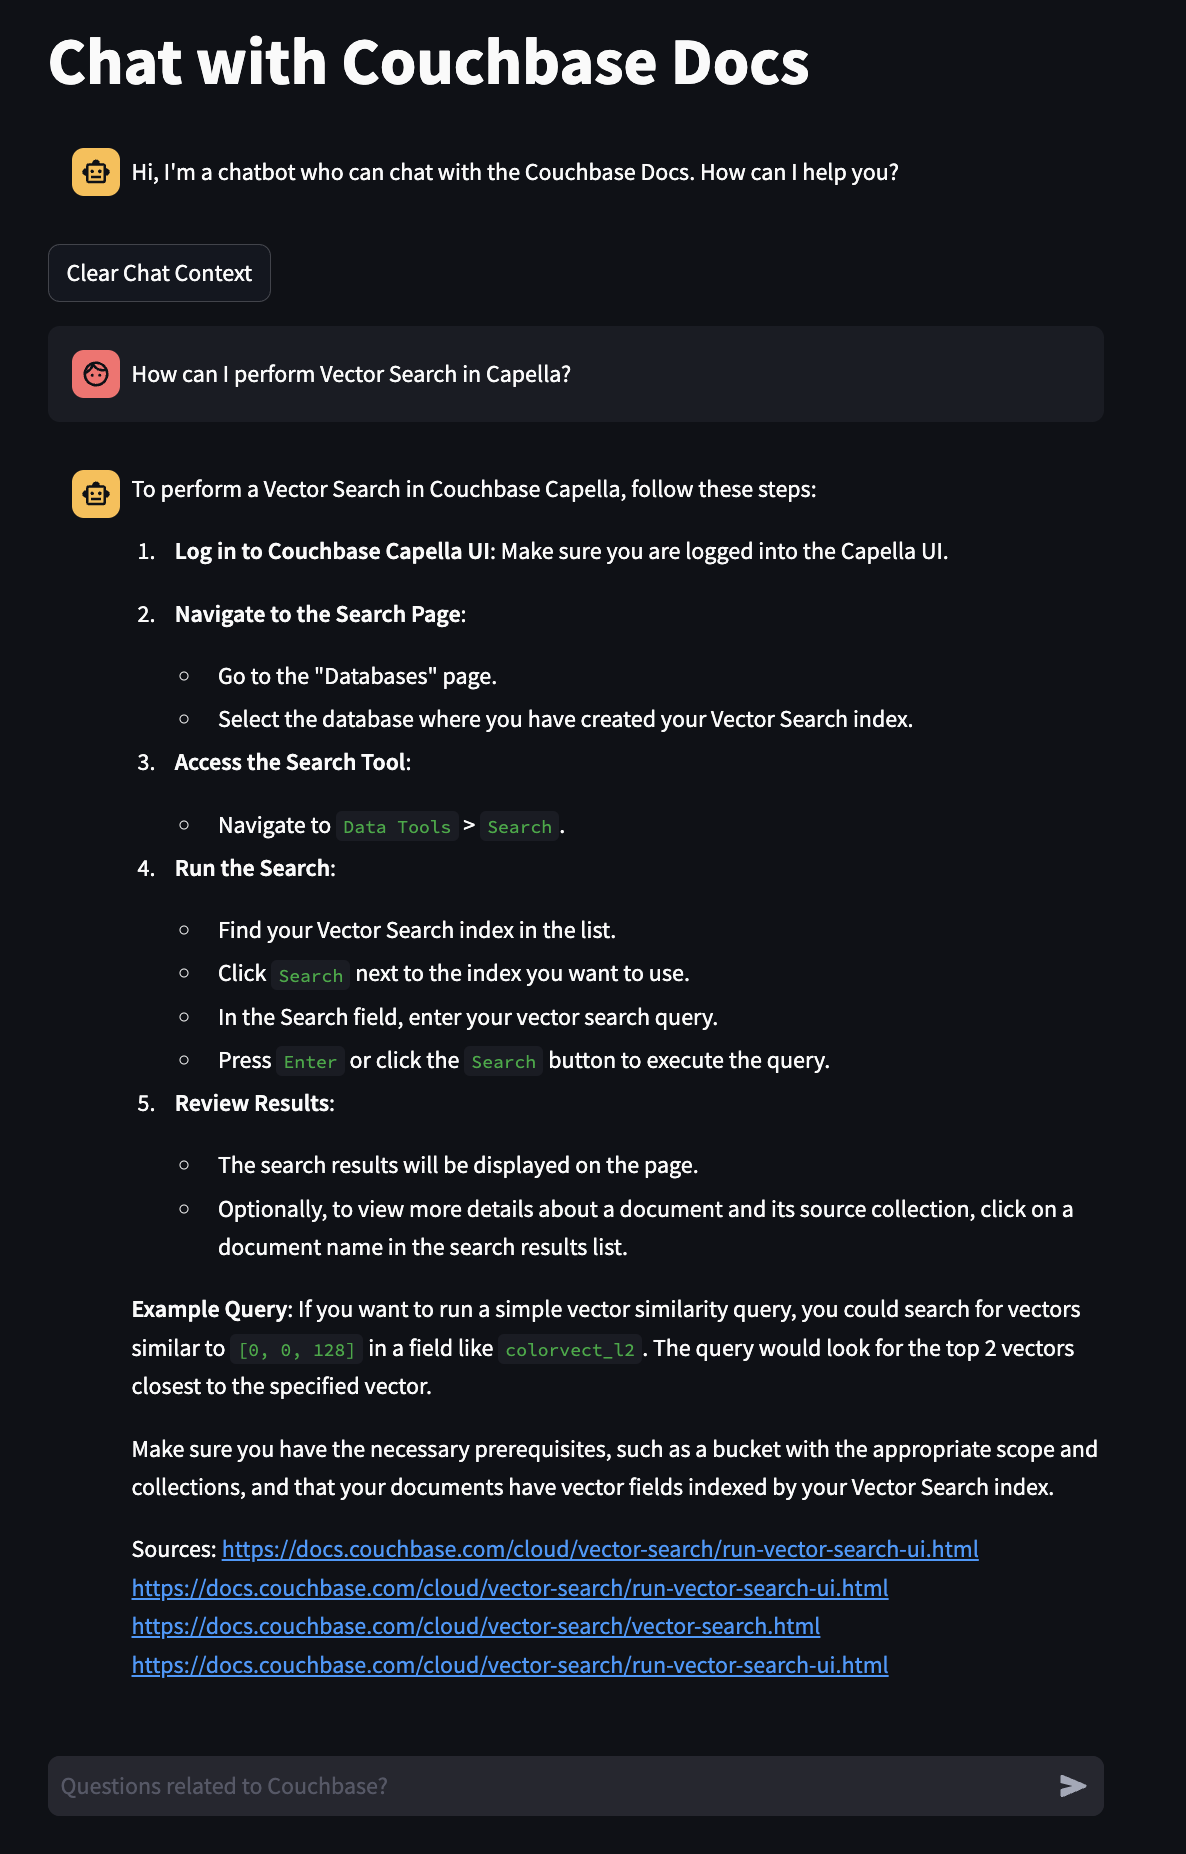 Chat with Couchbase Docs
Hi, I'm a chatbot who can chat with the Couchbase Docs. How can I help you?
Clear Chat Context
How can I perform Vector Search in Capella?
To perform a Vector Search in Couchbase Capella, follow these steps:
1. Log in to Couchbase Capella UI: Make sure you are logged into the Capella UI.
2. Navigate to the Search Page:
Go to the "Databases" page.
Select the database where you have created your Vector Search index.
3. Access the Search Tool:
Navigate to Data Tools > Search.
4. Run the Search:
Find your Vector Search index in the list.
Click Search next to the index you want to use.
In the Search field, enter your vector search query.
Press Enter or click the Search button to execute the query.
5. Review Results:
The search results will be displayed on the page.
Optionally, to view more details about a document and its source collection, click on a
document name in the search results list.
Example Query: If you want to run a simple vector similarity query, you could search for vectors
similar to [0, 0, 128] in a field like colorvect_l2. The query would look for the top 2 vectors
closest to the specified vector.
Make sure you have the necessary prerequisites, such as a bucket with the appropriate scope and
collections, and that your documents have vector fields indexed by your Vector Search index.
Sources: https://docs.couchbase.com/cloud/vector-search/run-vector-search-ui.html
https://docs.couchbase.com/cloud/vector-search/run-vector-search-ui.html
https://docs.couchbase.com/cloud/vector-search/vector-search.html
https://docs.couchbase.com/cloud/vector-search/run-vector-search-ui.html
Questions related to Couchbase?